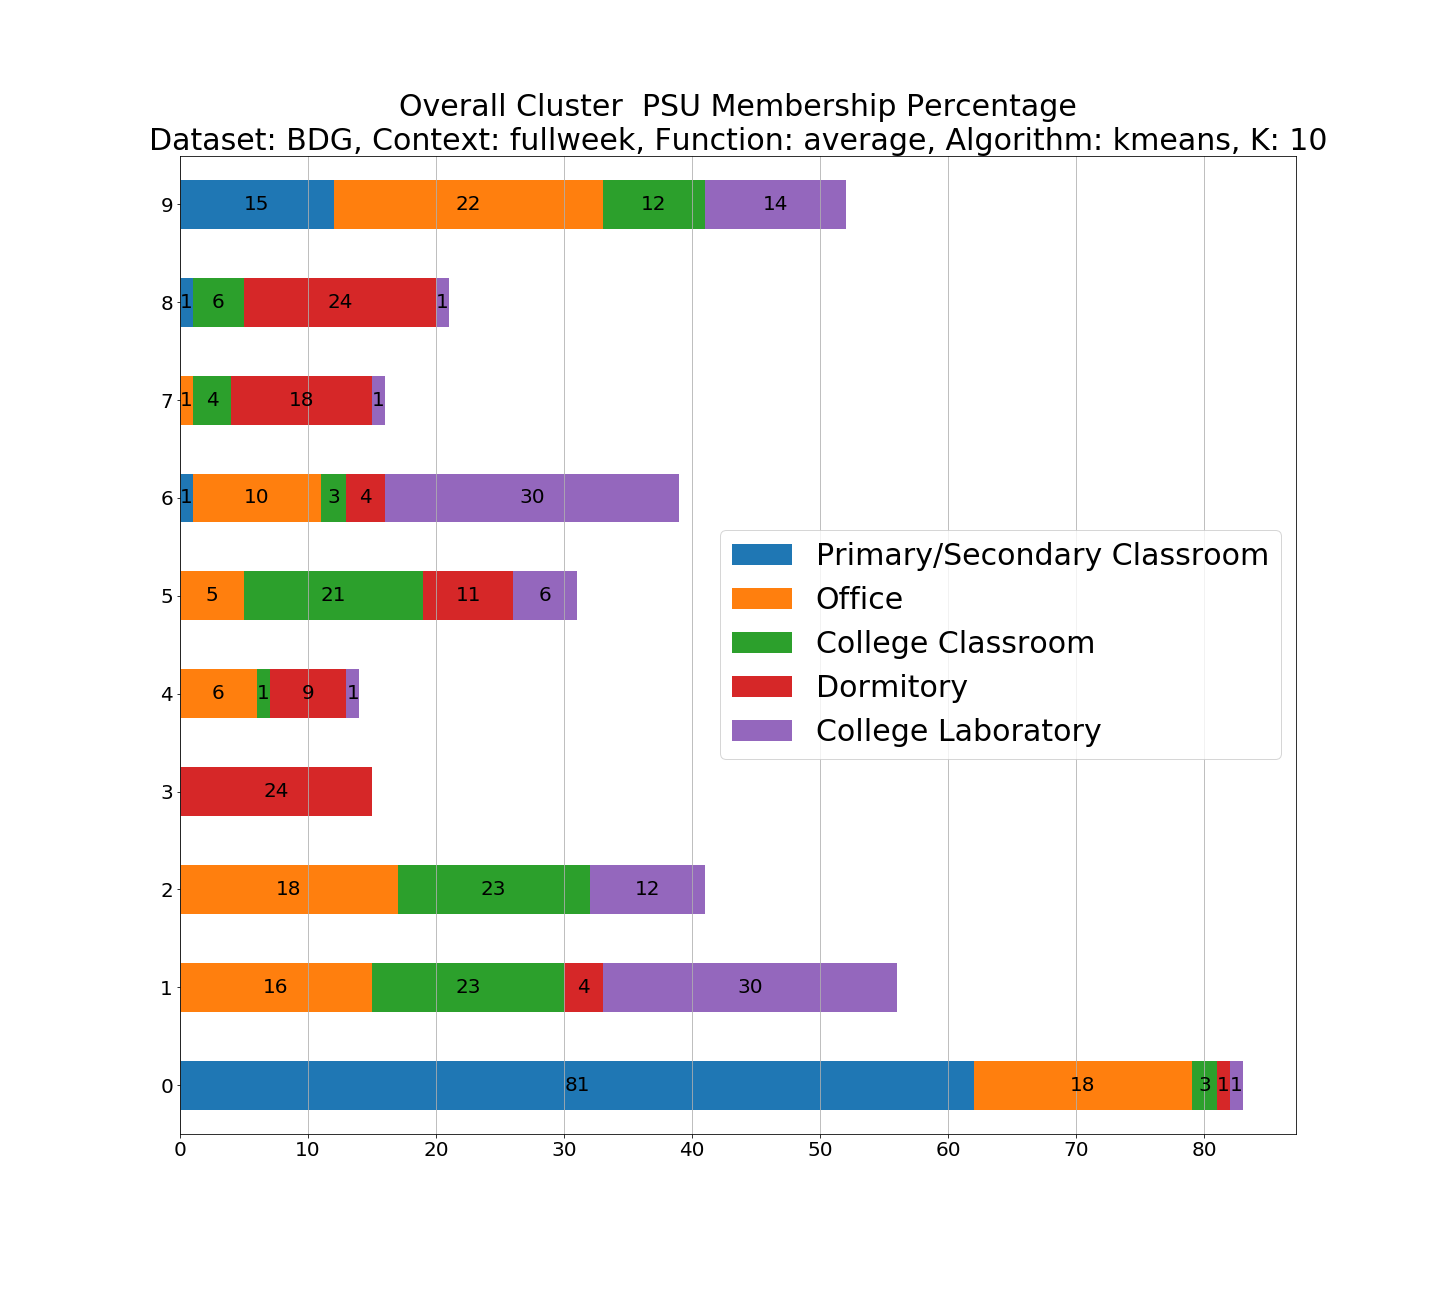 Overall Cluster  PSU Membership Percentage
Dataset: BDG, Context: fullweek, Function: average, Algorithm: kmeans, K: 10
9 15 22 12 14
8 1 6 24 1
7 1 4 18 1
6 1 10 3 4 30
5 5 21 11 6
4 6 1 9 1
3 24
2 18 23 12
1 16 23 4 30
0 81 18 3 1 1
0 10 20 30 40 50 60 70 80
Primary/Secondary Classroom
Office
College Classroom
Dormitory
College Laboratory